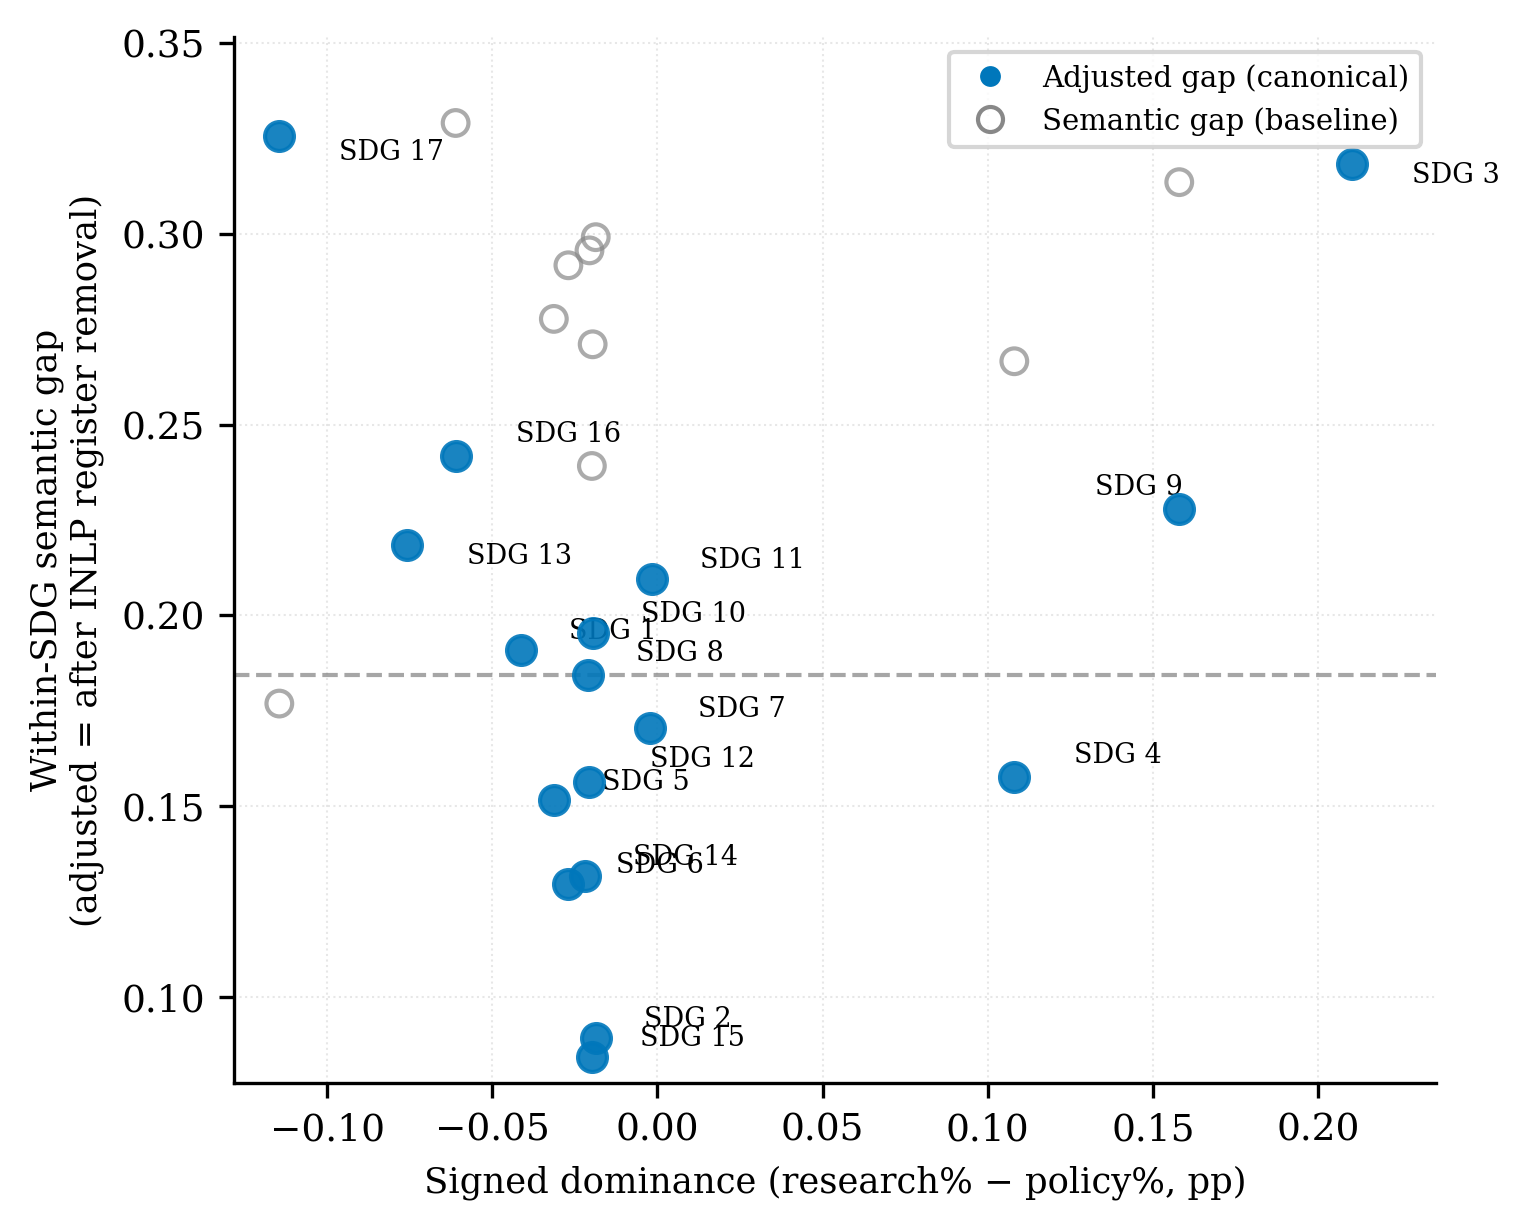 Within-SDG semantic gap
(adjusted = after INLP register removal)
0.35
0.30
0.25
0.20
0.15
0.10
Adjusted gap (canonical)
Semantic gap (baseline)
SDG 17
SDG 3
SDG 16
SDG 9
SDG 13
SDG 11
SDG 10
SDG 1
SDG 8
SDG 7
SDG 12
SDG 4
SDG 5
SDG 14
SDG 6
SDG 2
SDG 15
−0.10
−0.05
0.00
0.05
0.10
0.15
0.20
Signed dominance (research% − policy%, pp)